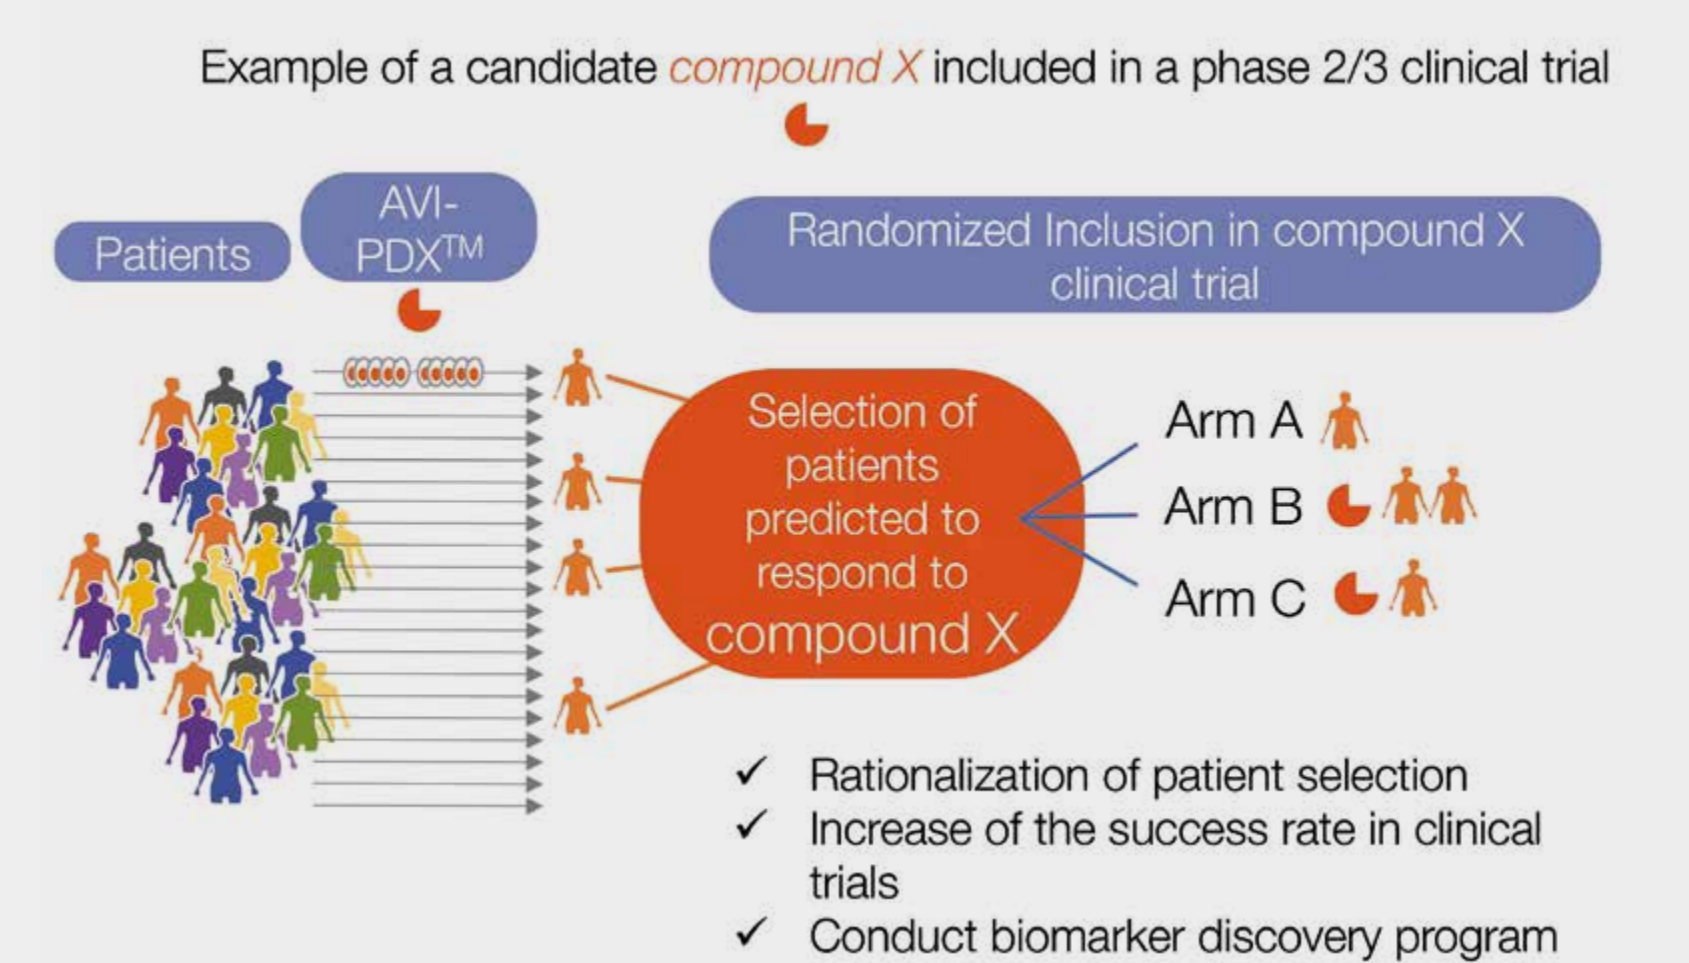 Example of a candidate compound X included in a phase 2/3 clinical trial
Patients
AVI-
PDX™
Randomized Inclusion in compound X
clinical trial
Selection of
patients
predicted to
respond to
compound X
Arm A
Arm B
Arm C
✓ Rationalization of patient selection
✓ Increase of the success rate in clinical
trials
✓ Conduct biomarker discovery program